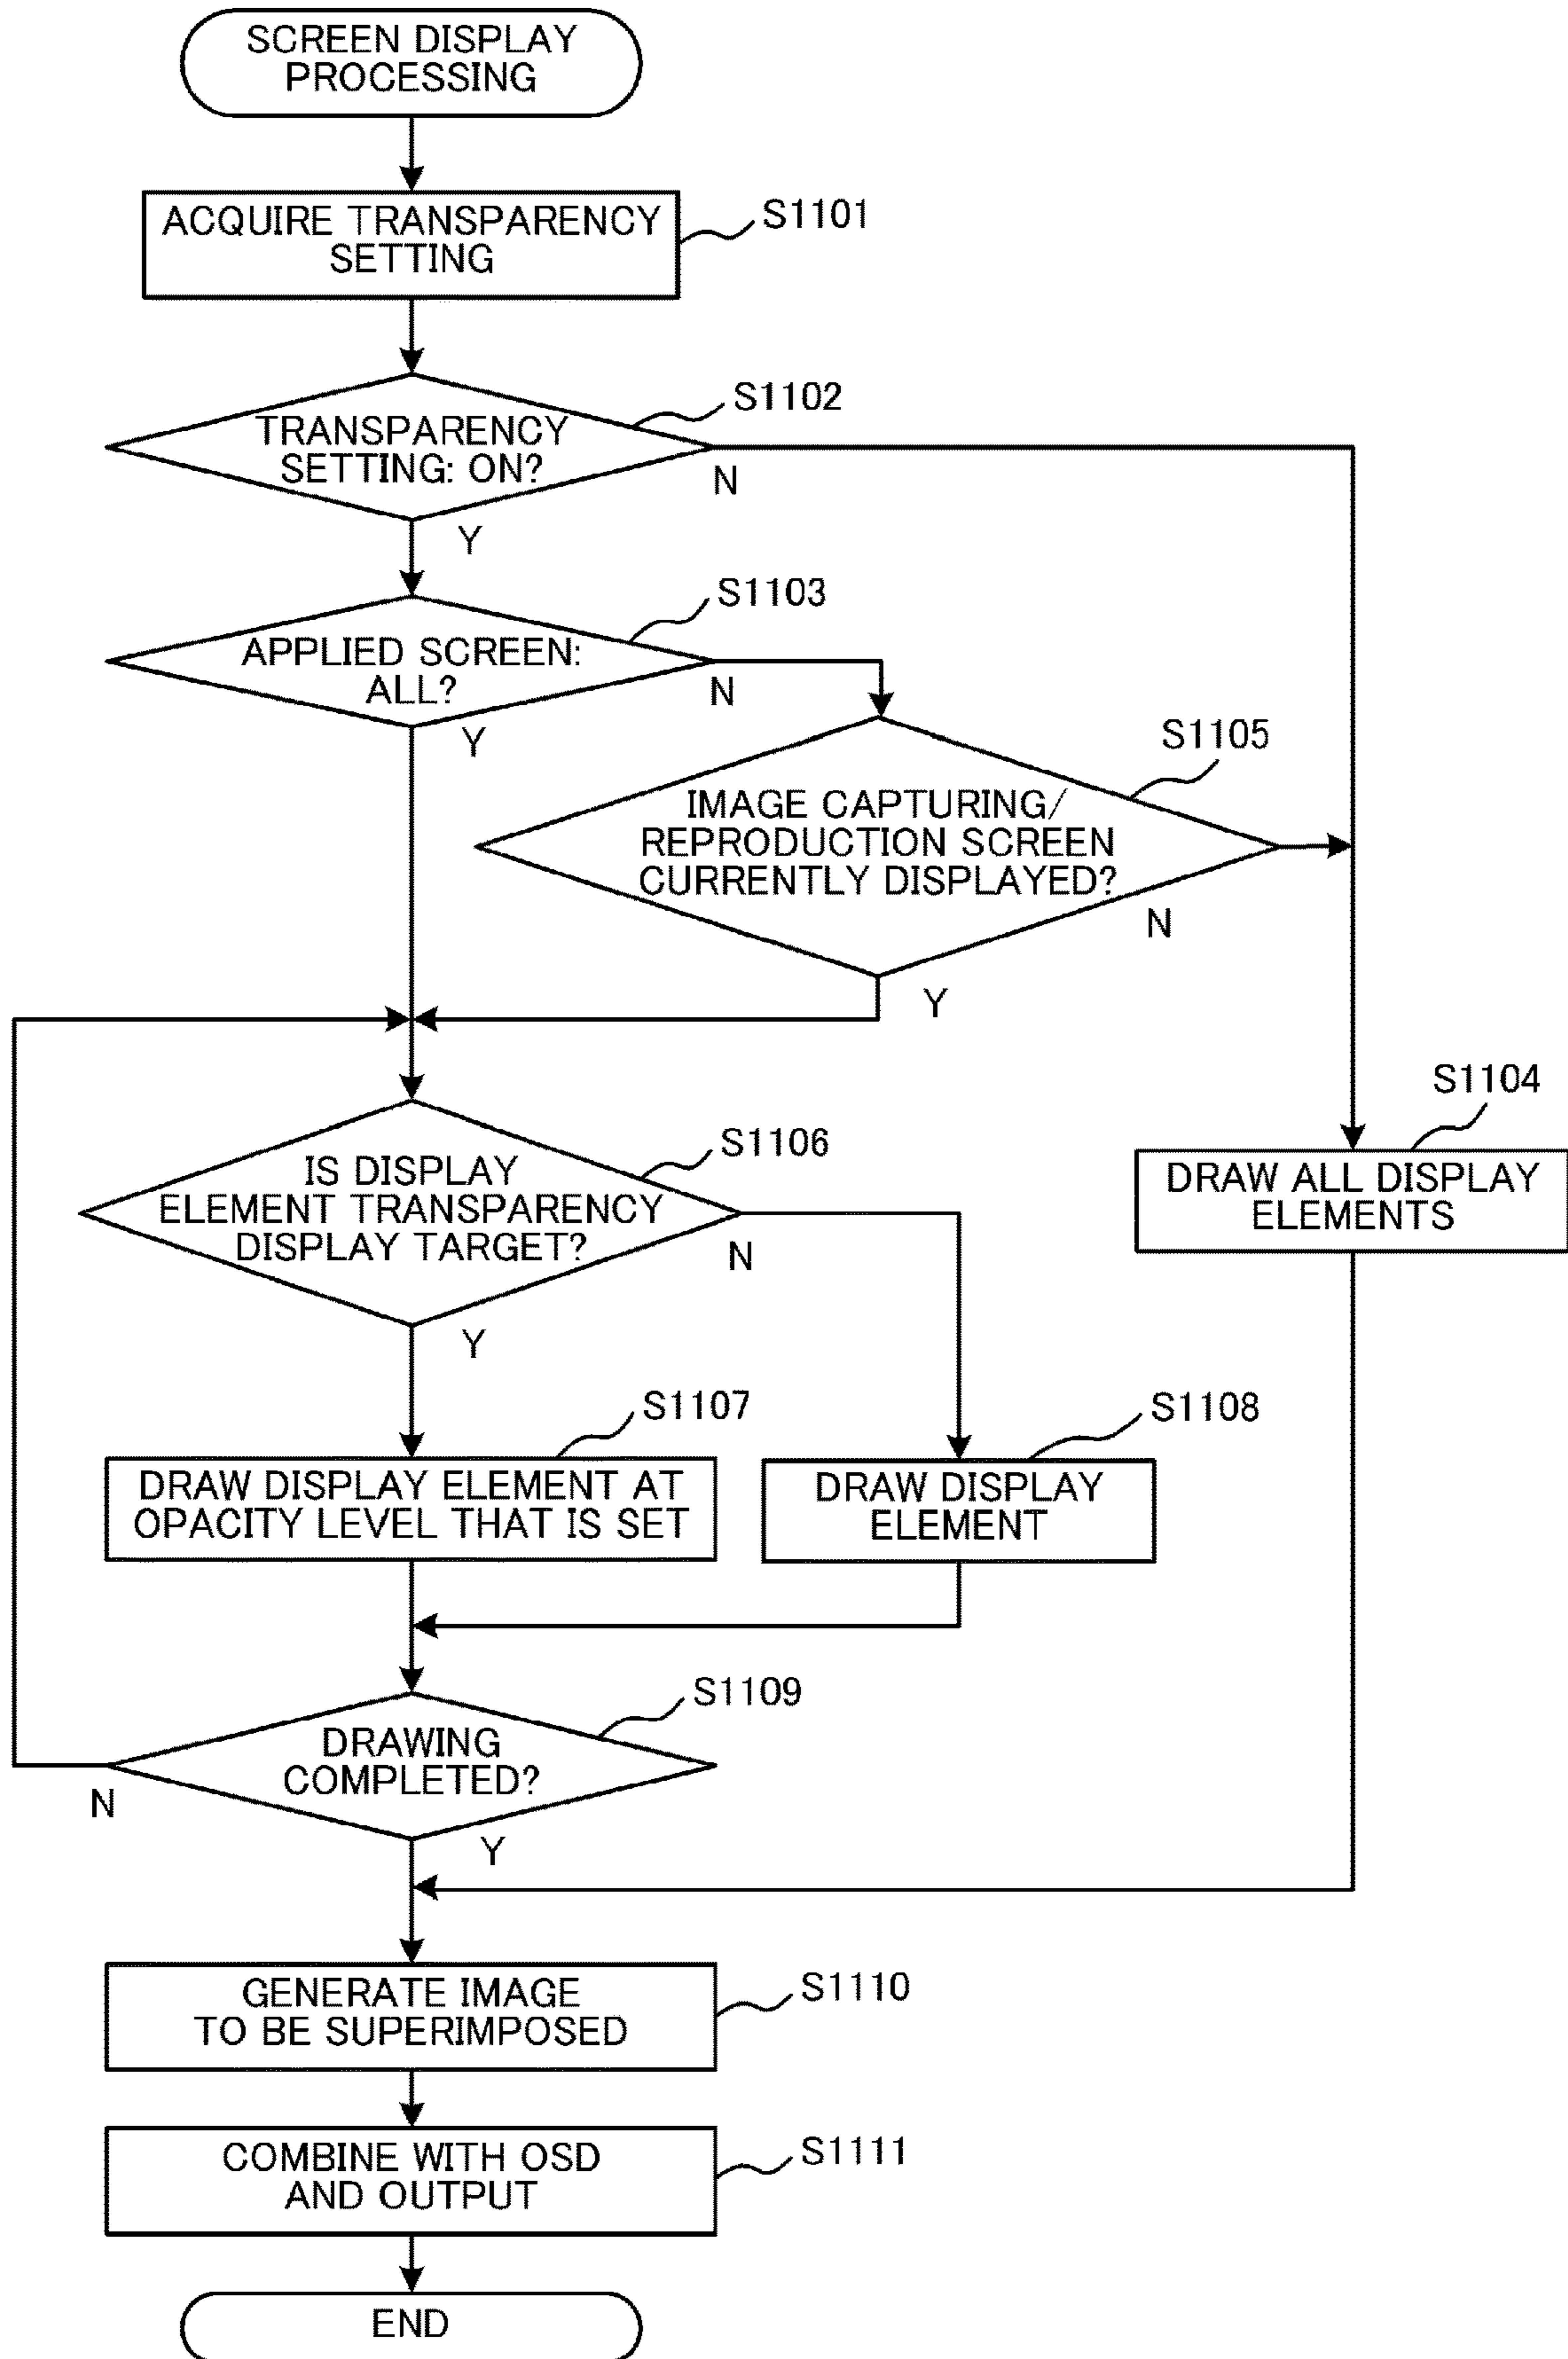 SCREEN DISPLAY
PROCESSING
ACQUIRE TRANSPARENCY
SETTING
S1101
TRANSPARENCY
SETTING: ON?
S1102
N
Y
APPLIED SCREEN:
ALL?
S1103
N
Y
IMAGE CAPTURING/
REPRODUCTION SCREEN
CURRENTLY DISPLAYED?
S1105
N
Y
S1104
DRAW ALL DISPLAY
ELEMENTS
IS DISPLAY
ELEMENT TRANSPARENCY
DISPLAY TARGET?
S1106
N
Y
S1107
DRAW DISPLAY ELEMENT AT
OPACITY LEVEL THAT IS SET
S1108
DRAW DISPLAY
ELEMENT
S1109
DRAWING
COMPLETED?
N
Y
GENERATE IMAGE
TO BE SUPERIMPOSED
S1110
COMBINE WITH OSD
AND OUTPUT
S1111
END